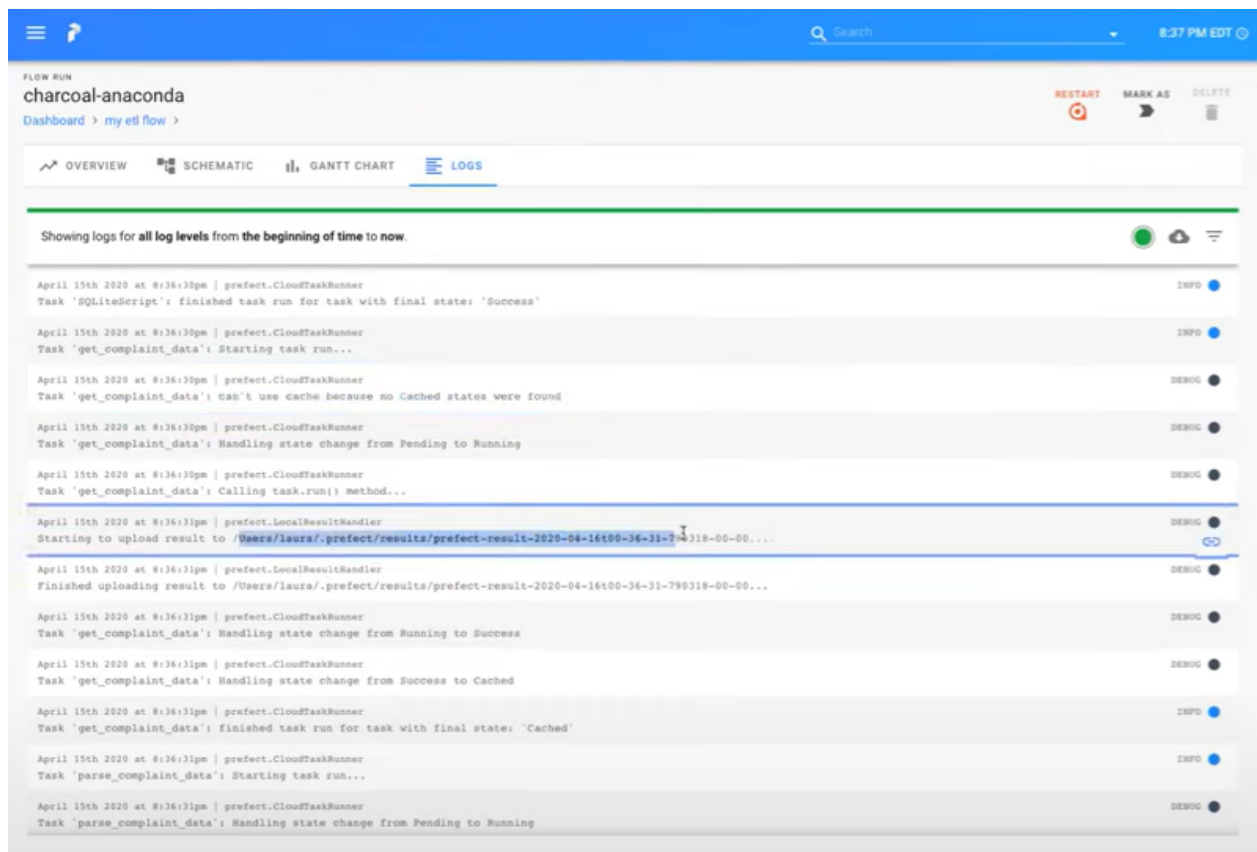 Search
8:37 PM EDT
FLOW RUN
charcoal-anaconda
RESTART
MARK AS
DELETE
Dashboard > my etl flow >
OVERVIEW
SCHEMATIC
GANTT CHART
LOGS
Showing logs for all log levels from the beginning of time to now.
April 15th 2020 at 8:36:30pm | prefect.CloudTaskRunner
INFO
Task 'SQLiteScript': finished task run for task with final state: 'Success'
April 15th 2020 at 8:36:30pm | prefect.CloudTaskRunner
INFO
Task 'get_complaint_data': Starting task run...
April 15th 2020 at 8:36:30pm | prefect.CloudTaskRunner
DEBUG
Task 'get_complaint_data': can't use cache because no Cached states were found
April 15th 2020 at 8:36:30pm | prefect.CloudTaskRunner
DEBUG
Task 'get_complaint_data': Handling state change from Pending to Running
April 15th 2020 at 8:36:30pm | prefect.CloudTaskRunner
DEBUG
Task 'get_complaint_data': Calling task.run() method...
April 15th 2020 at 8:36:31pm | prefect.LocalResultHandler
DEBUG
Starting to upload result to /Users/laura/.prefect/results/prefect-result-2020-04-16t00-36-31-790318-00-00....
April 15th 2020 at 8:36:31pm | prefect.LocalResultHandler
DEBUG
Finished uploading result to /Users/laura/.prefect/results/prefect-result-2020-04-16t00-36-31-790318-00-00...
April 15th 2020 at 8:36:31pm | prefect.CloudTaskRunner
DEBUG
Task 'get_complaint_data': Handling state change from Running to Success
April 15th 2020 at 8:36:31pm | prefect.CloudTaskRunner
DEBUG
Task 'get_complaint_data': Handling state change from Success to Cached
April 15th 2020 at 8:36:31pm | prefect.CloudTaskRunner
INFO
Task 'get_complaint_data': finished task run for task with final state: 'Cached'
April 15th 2020 at 8:36:31pm | prefect.CloudTaskRunner
INFO
Task 'parse_complaint_data': Starting task run...
April 15th 2020 at 8:36:31pm | prefect.CloudTaskRunner
DEBUG
Task 'parse_complaint_data': Handling state change from Pending to Running